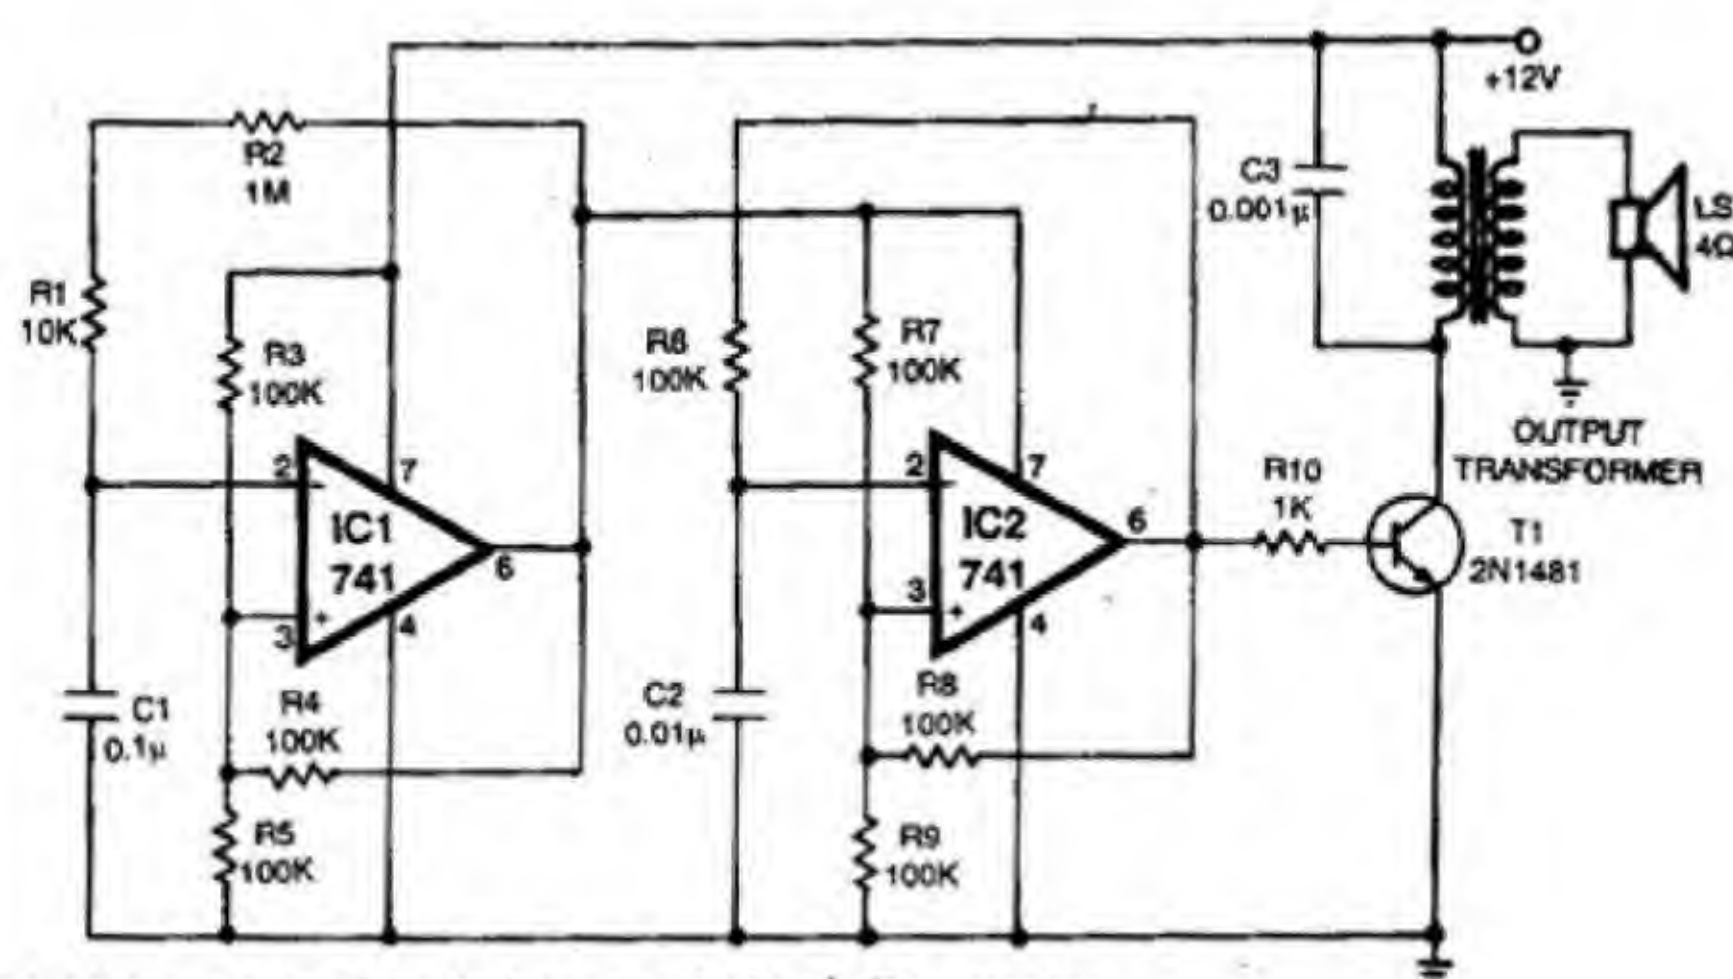 +12V
R2
1M
C3
0.001µ
LS
4Ω
R1
10K
R3
100K
R6
100K
R7
100K
OUTPUT
TRANSFORMER
2
7
IC1
741
6
3
+
4
2
7
IC2
741
6
3
+
4
R10
1K
T1
2N1481
C1
0.1µ
R4
100K
C2
0.01µ
R8
100K
R5
100K
R9
100K